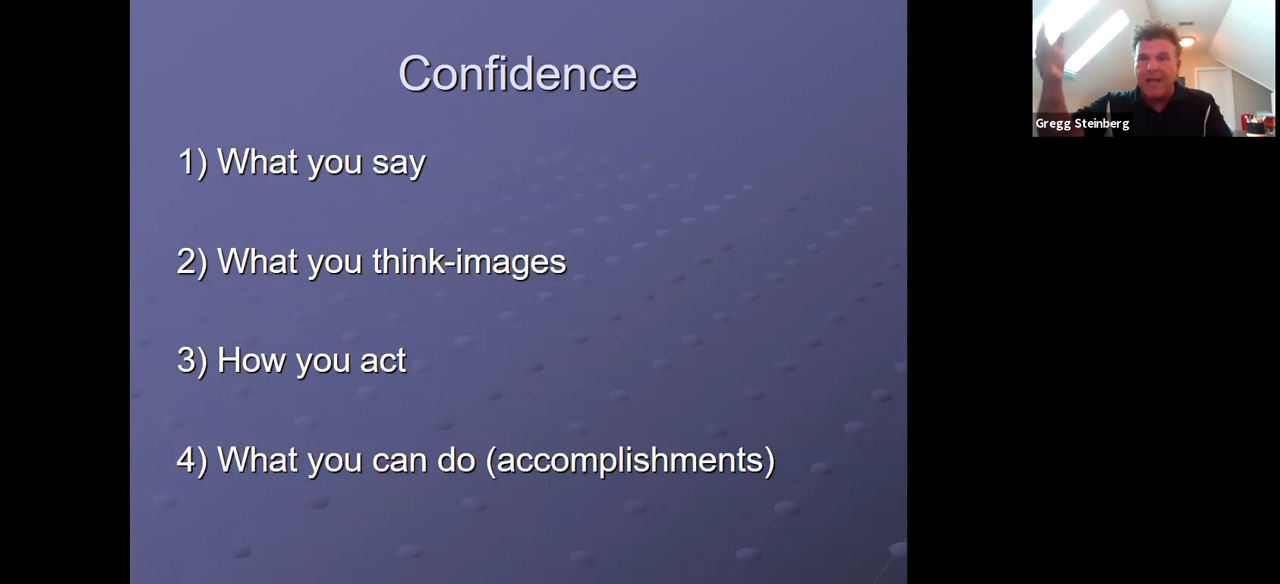 Confidence
1) What you say
2) What you think-images
3) How you act
4) What you can do (accomplishments)
Gregg Steinberg